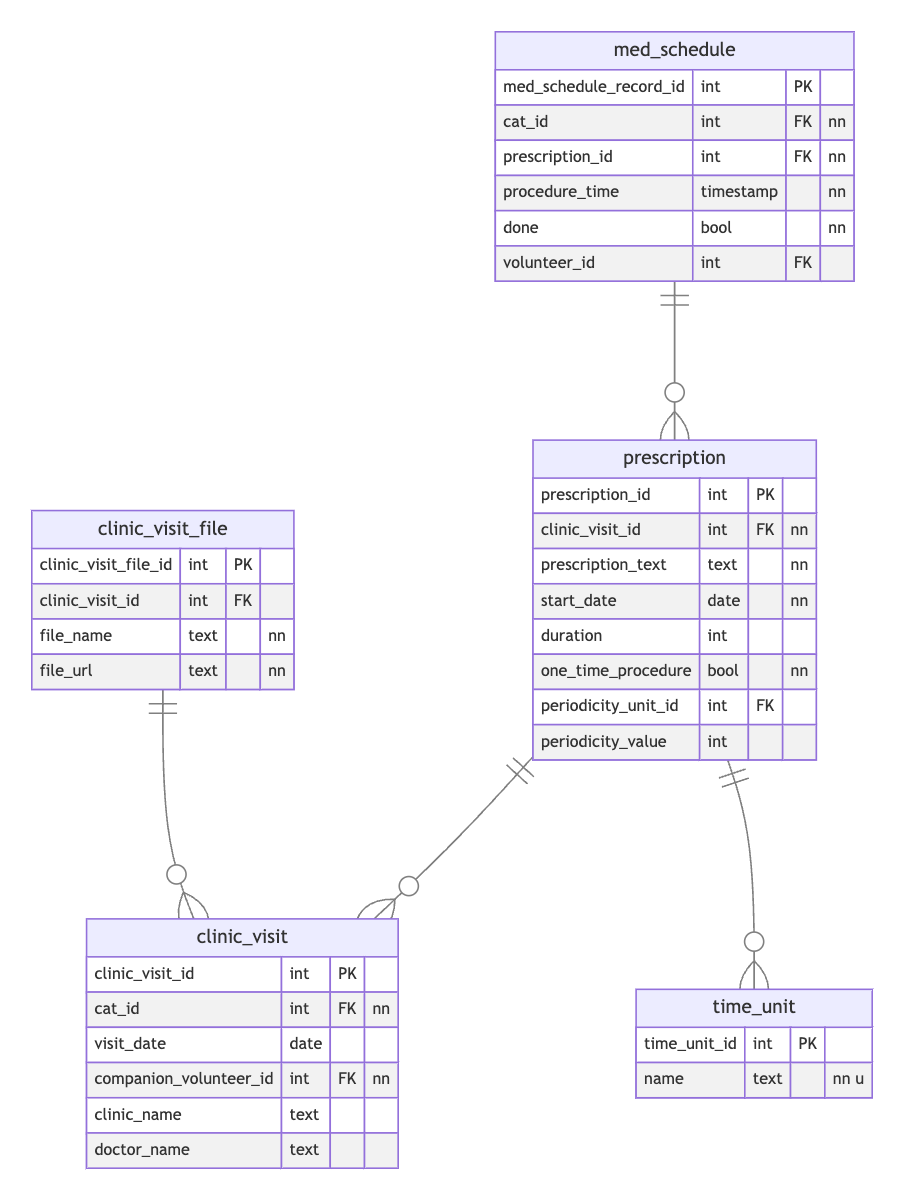 med_schedule
med_schedule_record_id int PK
cat_id int FK nn
prescription_id int FK nn
procedure_time timestamp nn
done bool nn
volunteer_id int FK
prescription
prescription_id int PK
clinic_visit_id int FK nn
prescription_text text nn
start_date date nn
duration int
one_time_procedure bool nn
periodicity_unit_id int FK
periodicity_value int
clinic_visit_file
clinic_visit_file_id int PK
clinic_visit_id int FK
file_name text nn
file_url text nn
clinic_visit
clinic_visit_id int PK
cat_id int FK nn
visit_date date
companion_volunteer_id int FK nn
clinic_name text
doctor_name text
time_unit
time_unit_id int PK
name text nn u